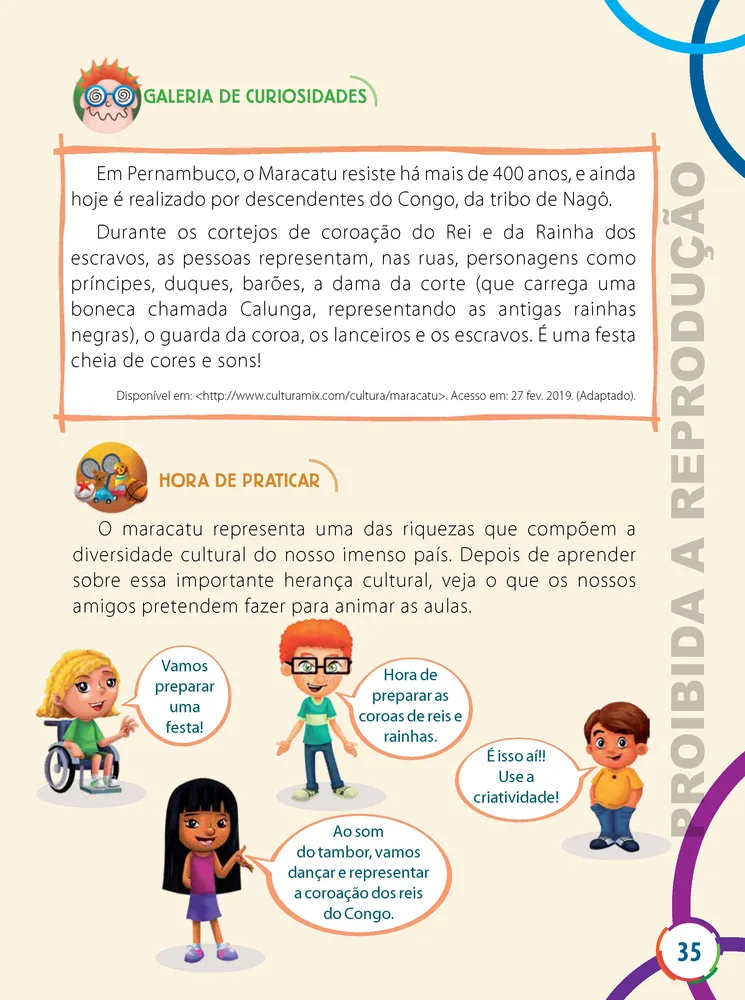 GALERIA DE CURIOSIDADES
Em Pernambuco, o Maracatu resiste há mais de 400 anos, e ainda
hoje é realizado por descendentes do Congo, da tribo de Nagô.
Durante os cortejos de coroação do Rei e da Rainha dos
escravos, as pessoas representam, nas ruas, personagens como
príncipes, duques, barões, a dama da corte (que carrega uma
boneca chamada Calunga, representando as antigas rainhas
negras), o guarda da coroa, os lanceiros e os escravos. É uma festa
cheia de cores e sons!
Disponível em: <http://www.culturamix.com/cultura/maracatu>. Acesso em: 27 fev. 2019. (Adaptado).
HORA DE PRATICAR
O maracatu representa uma das riquezas que compõem a
diversidade cultural do nosso imenso país. Depois de aprender
sobre essa importante herança cultural, veja o que os nossos
amigos pretendem fazer para animar as aulas.
Vamos
preparar
uma
festa!
Hora de
preparar as
coroas de reis e
rainhas.
É isso aí!!
Use a
criatividade!
Ao som
do tambor, vamos
dançar e representar
a coroação dos reis
do Congo.
PROIBIDA A REPRODUÇÃO
35